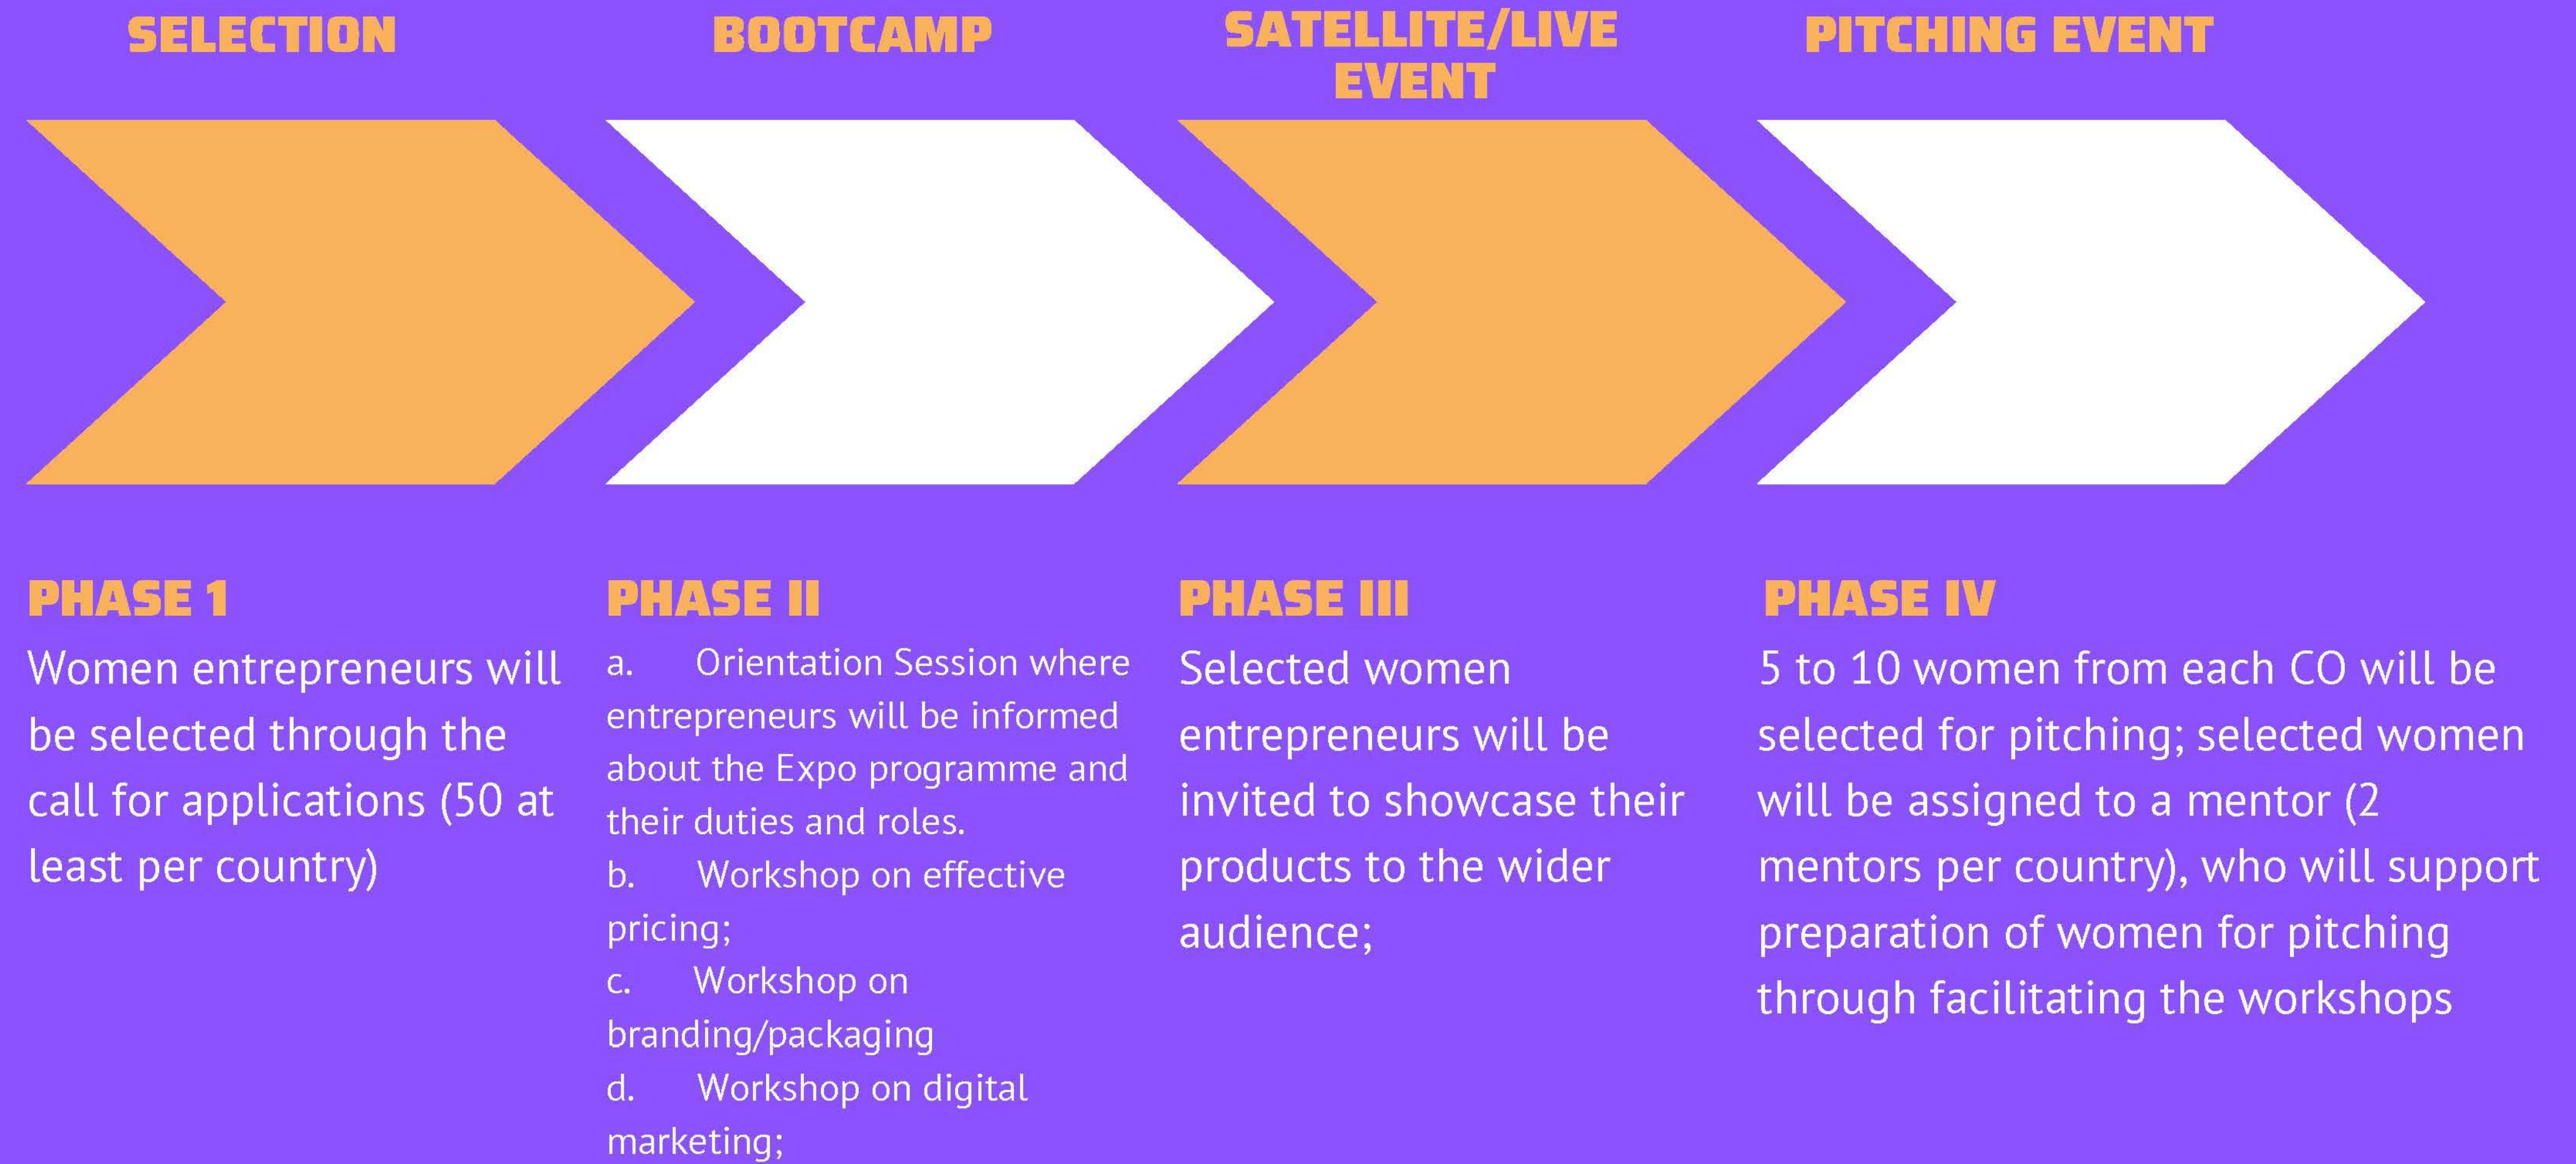 SELECTION
BOOTCAMP
SATELLITE/LIVE
EVENT
PITCHING EVENT
PHASE 1
Women entrepreneurs will
be selected through the
call for applications (50 at
least per country)
PHASE II
a. Orientation Session where
entrepreneurs will be informed
about the Expo programme and
their duties and roles.
b. Workshop on effective
pricing;
c. Workshop on
branding/packaging
d. Workshop on digital
marketing;
PHASE III
Selected women
entrepreneurs will be
invited to showcase their
products to the wider
audience;
PHASE IV
5 to 10 women from each CO will be
selected for pitching; selected women
will be assigned to a mentor (2
mentors per country), who will support
preparation of women for pitching
through facilitating the workshops